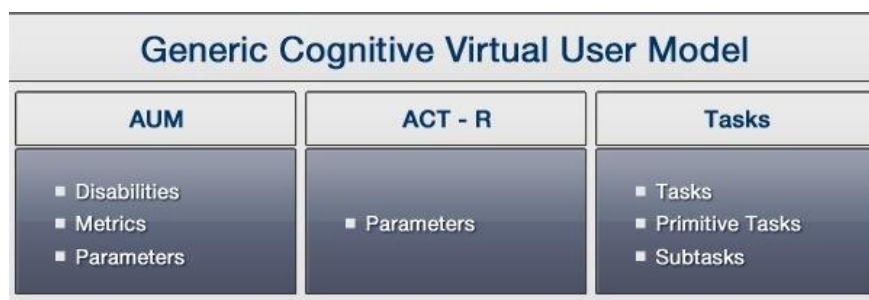 Generic Cognitive Virtual User Model
AUM
ACT - R
Tasks
Disabilities
Metrics
Parameters
Parameters
Tasks
Primitive Tasks
Subtasks